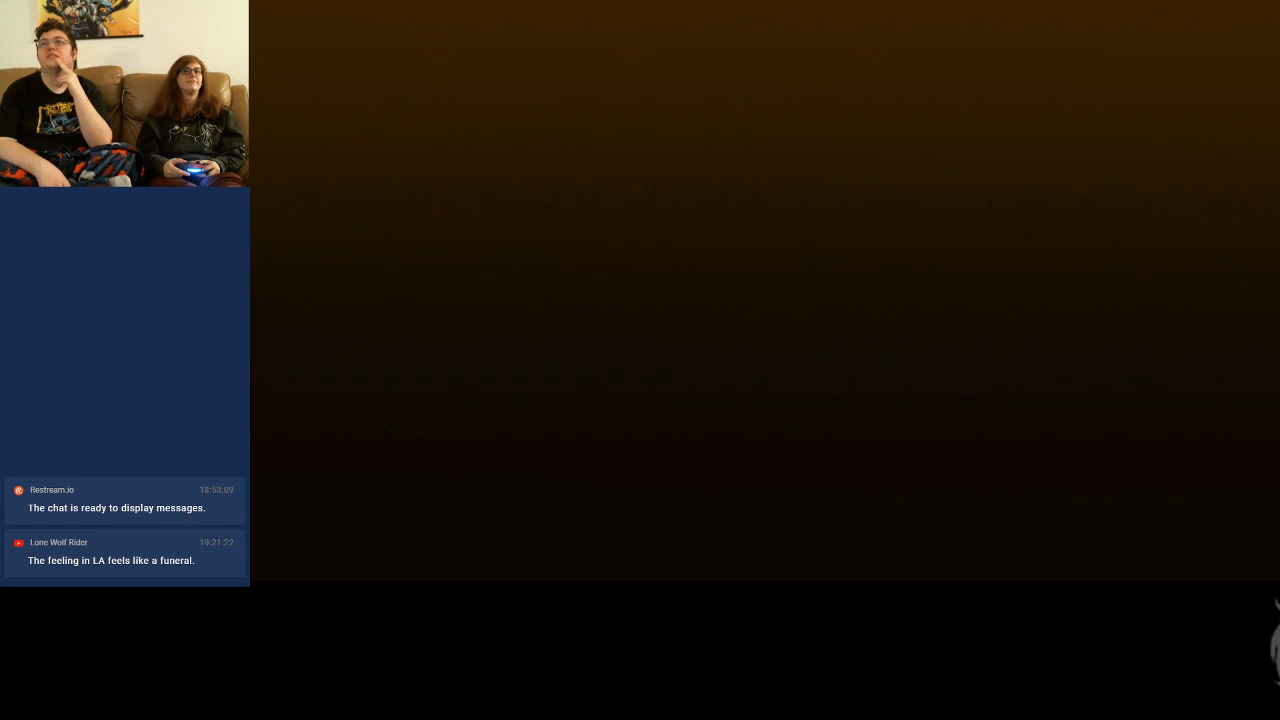 Restream.io 18:53:09
The chat is ready to display messages.
Lone Wolf Rider 19:21:22
The feeling in LA feels like a funeral.